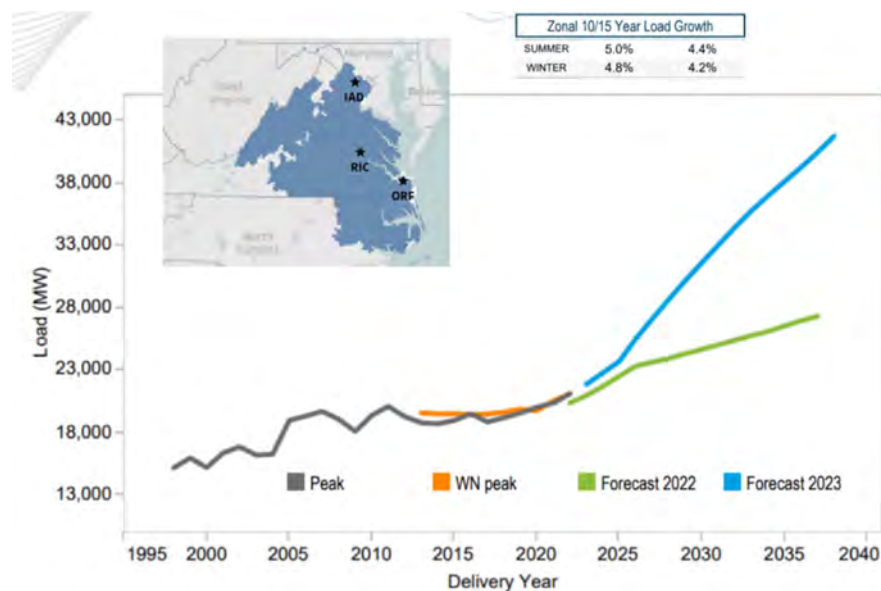 Zonal 10/15 Year Load Growth
SUMMER 5.0% 4.4%
WINTER 4.8% 4.2%
Maryland
IAD
RIC
ORF
North
43,000
38,000
33,000
28,000
23,000
18,000
13,000
Load (MW)
Peak
WN peak
Forecast 2022
Forecast 2023
1995 2000 2005 2010 2015 2020 2025 2030 2035 2040
Delivery Year